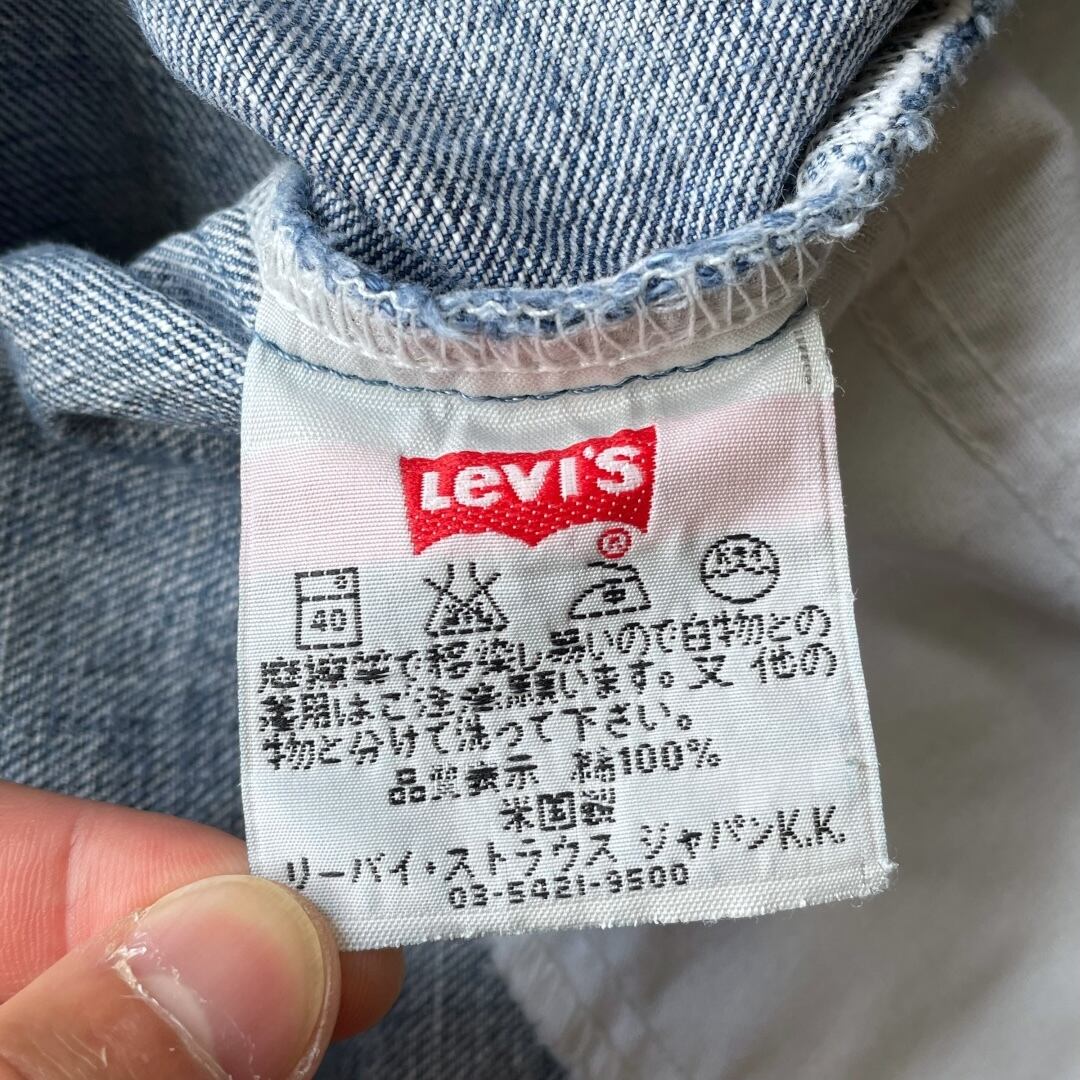 LEVI'S
®
40
摩擦等で移染し易いので白物との
着用はご注意願います。又 他の
物と分けて洗って下さい。
品質表示 綿100%
米国製
リーバイ・ストラウス ジャパンK.K.
03-5421-9500